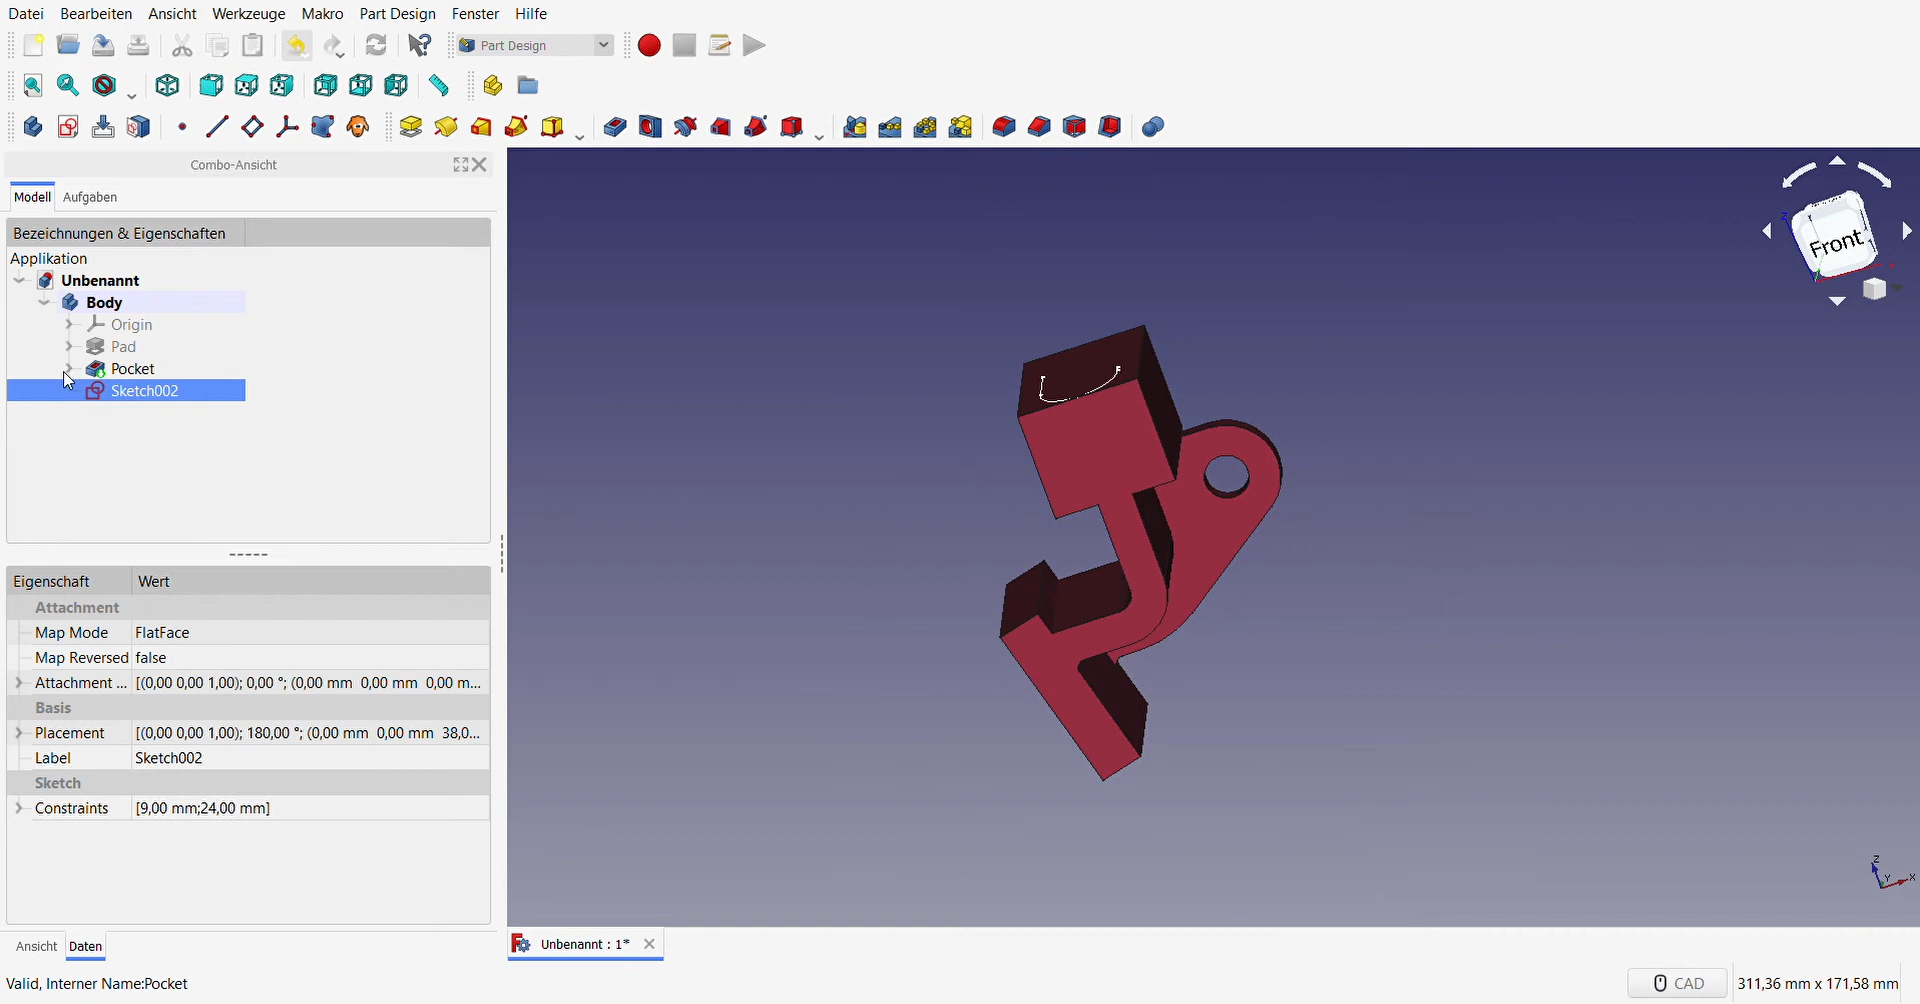 Datei Bearbeiten Ansicht Werkzeuge Makro Part Design Fenster Hilfe
Part Design
Combo-Ansicht
Modell Aufgaben
Bezeichnungen & Eigenschaften
Applikation
Unbenannt
Body
Origin
Pad
Pocket
Sketch002
Eigenschaft Wert
Attachment
Map Mode FlatFace
Map Reversed false
Attachment ... [(0,00 0,00 1,00); 0,00 °; (0,00 mm 0,00 mm 0,00 m...
Basis
Placement [(0,00 0,00 1,00); 180,00 °; (0,00 mm 0,00 mm 38,0...
Label Sketch002
Sketch
Constraints [9,00 mm;24,00 mm]
Ansicht Daten
Front
Z
Z
Y
X
Unbenannt : 1*
Valid, Interner Name:Pocket
CAD
311,36 mm x 171,58 mm